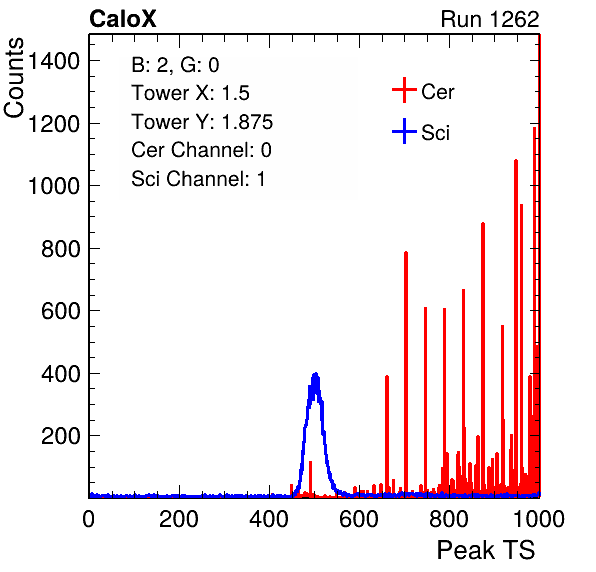 CaloX Run 1262
Counts
B: 2, G: 0
Tower X: 1.5
Tower Y: 1.875
Cer Channel: 0
Sci Channel: 1
Cer
Sci
1400
1200
1000
800
600
400
200
0 200 400 600 800 1000
Peak TS